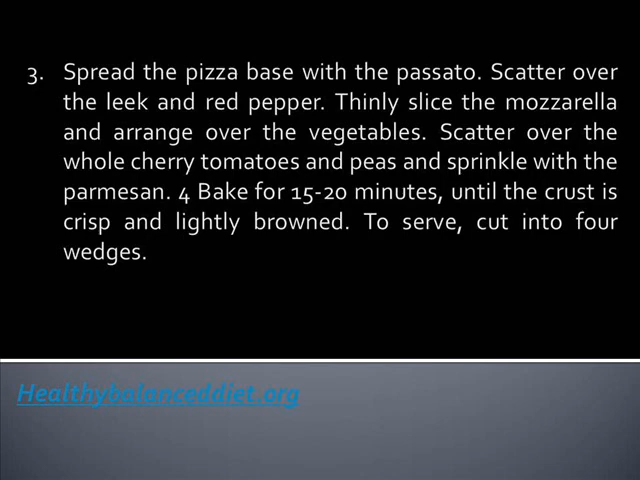 3. Spread the pizza base with the passato. Scatter over
the leek and red pepper. Thinly slice the mozzarella
and arrange over the vegetables. Scatter over the
whole cherry tomatoes and peas and sprinkle with the
parmesan. 4 Bake for 15-20 minutes, until the crust is
crisp and lightly browned. To serve, cut into four
wedges.
Healthybalanceddiet.org